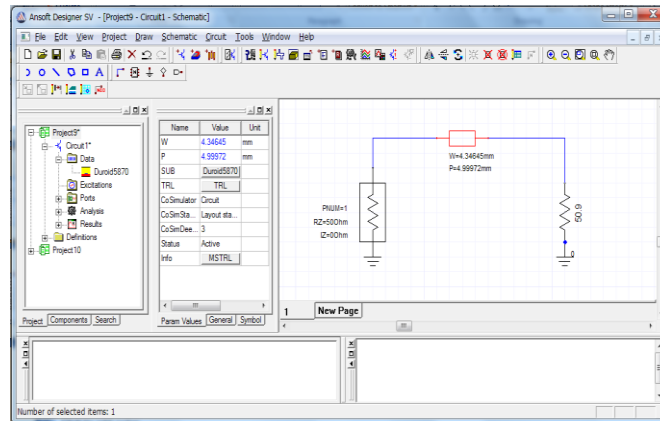 Ansoft Designer SV - [Project9 - Circuit1 - Schematic]
File Edit View Project Draw Schematic Circuit Tools Window Help
Project9*
Circuit1*
Data
Duroid5870
Excitations
Ports
Analysis
Results
Definitions
Project10
Project Components Search
Name Value Unit
W 4.34645 mm
P 4.99972 mm
SUB Duroid5870
TRL TRL
CoSimulator Circuit
CoSimSta... Layout sta...
CoSimDee... 3
Status Active
Info MSTRL
Param Values General Symbol
W=4.34645mm
P=4.99972mm
PNUM=1
RZ=50Ohm
IZ=0Ohm
50.9
0
1 New Page
Number of selected items: 1